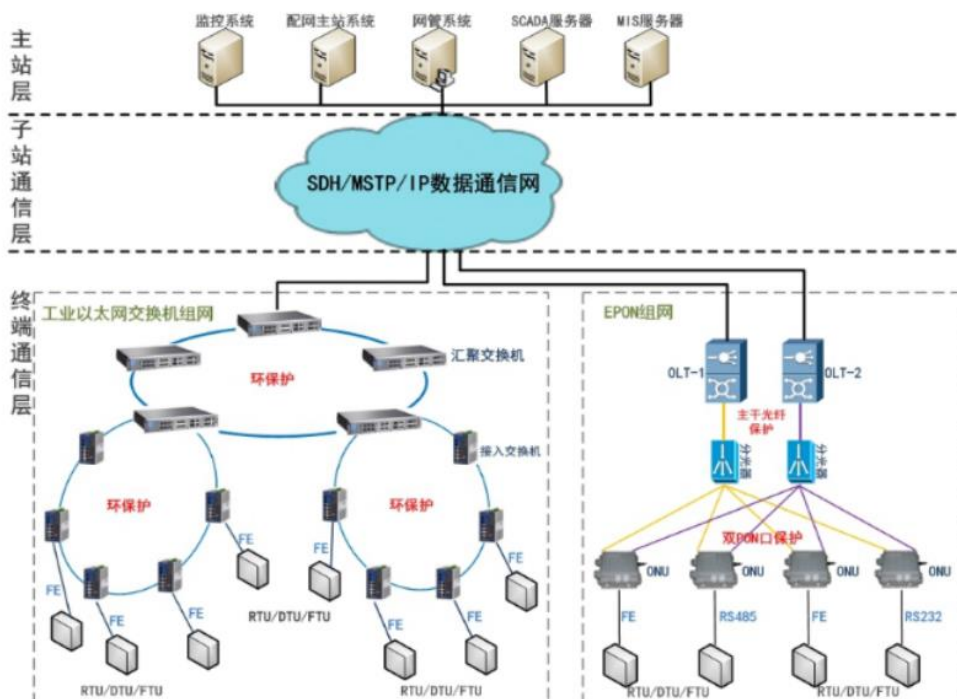 监控系统
配网主站系统
网管系统
SCADA服务器
MIS服务器
主站层
子站通信层
SDH/MSTP/IP数据通信网
终端通信层
工业以太网交换机组网
汇聚交换机
环保护
接入交换机
环保护
环保护
FE
FE
FE
FE
FE
FE
FE
FE
RTU/DTU/FTU
RTU/DTU/FTU
RTU/DTU/FTU
EPON组网
OLT-1
OLT-2
主干光纤
保护
分光器
分光器
双PON口保护
ONU
ONU
ONU
ONU
FE
RS485
FE
RS232
RTU/DTU/FTU
RTU/DTU/FTU